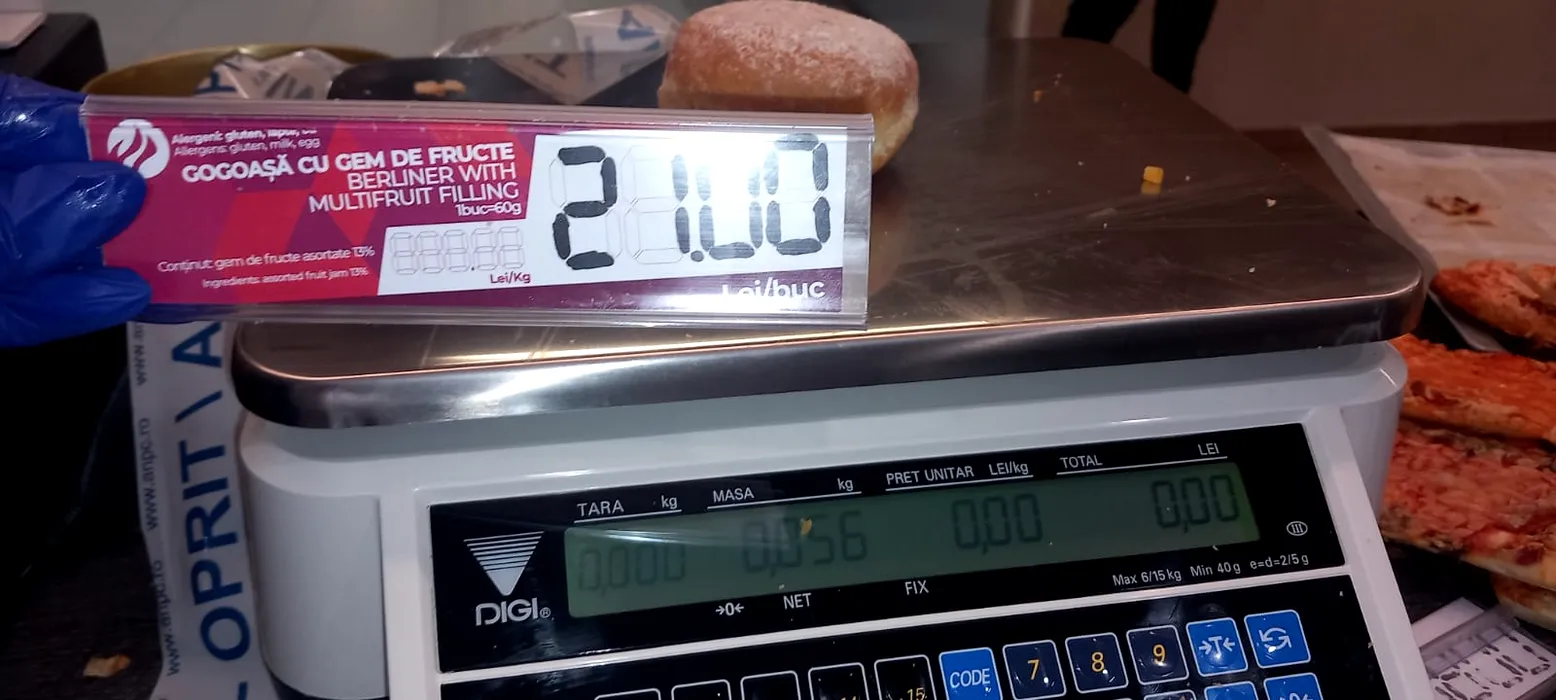 Alergeni: gluten, lapte,
Allergens: gluten, milk, egg
GOGOAȘĂ CU GEM DE FRUCTE
BERLINER WITH
MULTIFRUIT FILLING
1buc=60g
21.00
Conținut: gem de fructe asortate 13%
Ingredients: assorted fruit jam 13%
Lei/Kg
Lei/buc
www.anpc.ro
OPRIT \ A
TARA kg
MASA kg
PRET UNITAR LEI/kg
TOTAL LEI
0,000 0,056 0,00 0,00
DIGI®
→0←
NET
FIX
Max 6/15 kg Min 40 g e=d=2/5 g
15
CODE
7
8
9
→T←